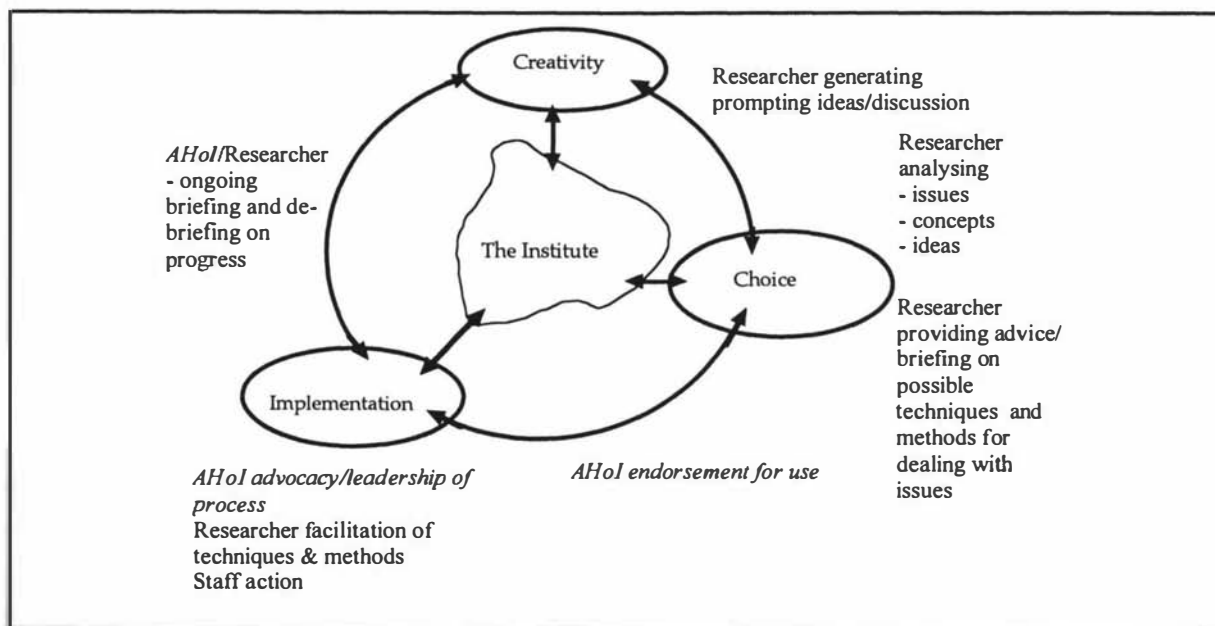 Creativity
Researcher generating
prompting ideas/discussion
AHoI/Researcher
- ongoing
briefing and de-
briefing on
progress
Researcher
analysing
- issues
- concepts
- ideas
The Institute
Choice
Researcher
providing advice/
briefing on
possible
techniques and
methods for
dealing with
issues
Implementation
AHoI advocacy/leadership of
process
Researcher facilitation of
techniques & methods
Staff action
AHoI endorsement for use